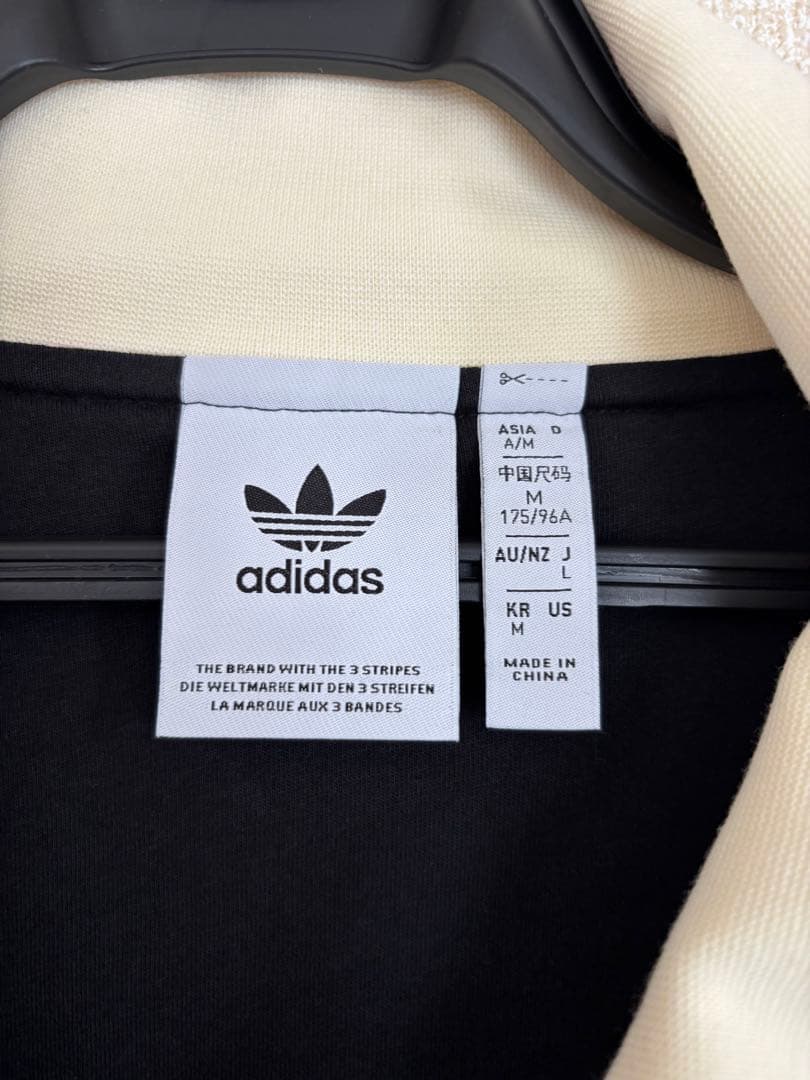 adidas
THE BRAND WITH THE 3 STRIPES
DIE WELTMARKE MIT DEN 3 STREIFEN
LA MARQUE AUX 3 BANDES
ASIA D
A/M
中国尺码
M
175/96A
AU/NZ J
L
KR US
M
MADE IN
CHINA